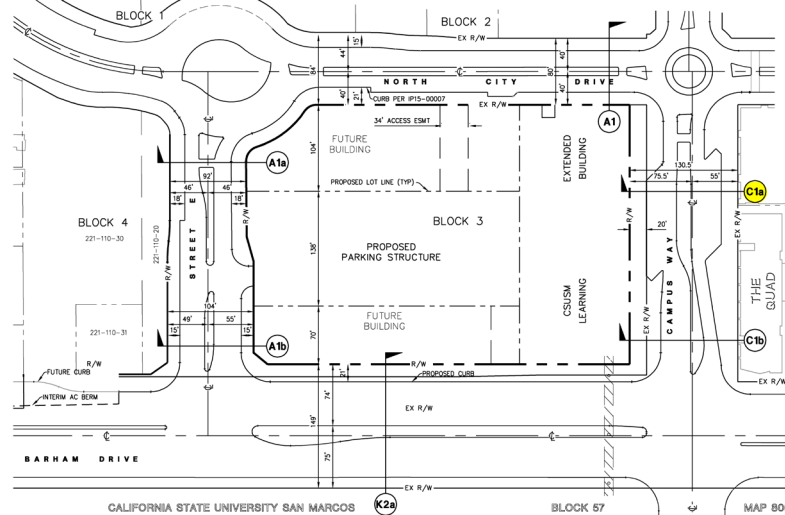 BLOCK 1
BLOCK 2
EX R/W
15'
44'
84'
40'
80'
40'
40'
21'
NORTH CITY DRIVE
CURB PER IP15-00007
EX R/W
34' ACCESS ESMT
A1
A1a
FUTURE
BUILDING
104'
EXTENDED
BUILDING
130.5'
75.5'
55'
C1a
92'
46'
46'
18'
18'
PROPOSED LOT LINE (TYP)
BLOCK 4
221-110-30
221-110-20
STREET E
R/W
R/W
BLOCK 3
138'
PROPOSED
PARKING STRUCTURE
R/W
20'
EX R/W
CAMPUS WAY
EX R/W
THE
QUAD
CSUSM
LEARNING
104'
49'
55'
15'
15'
A1b
221-110-31
70'
FUTURE
BUILDING
C1b
R/W
FUTURE CURB
R/W
21'
PROPOSED CURB
EX R/W
INTERIM AC BERM
149'
74'
EX R/W
75'
BARHAM DRIVE
EX R/W
CALIFORNIA STATE UNIVERSITY SAN MARCOS
K2a
BLOCK 57
MAP 80